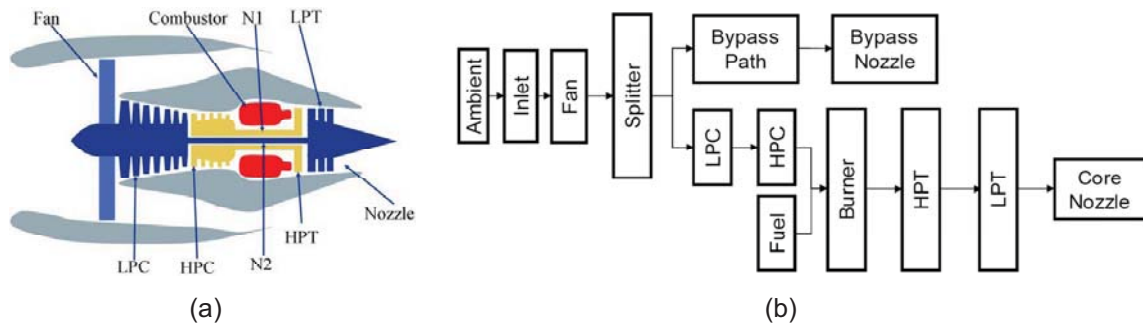 Fan
Combustor
N1
LPT
Nozzle
HPT
LPC
HPC
N2
(a)
Ambient
Inlet
Fan
Splitter
Bypass
Path
Bypass
Nozzle
LPC
HPC
Fuel
Burner
HPT
LPT
Core
Nozzle
(b)